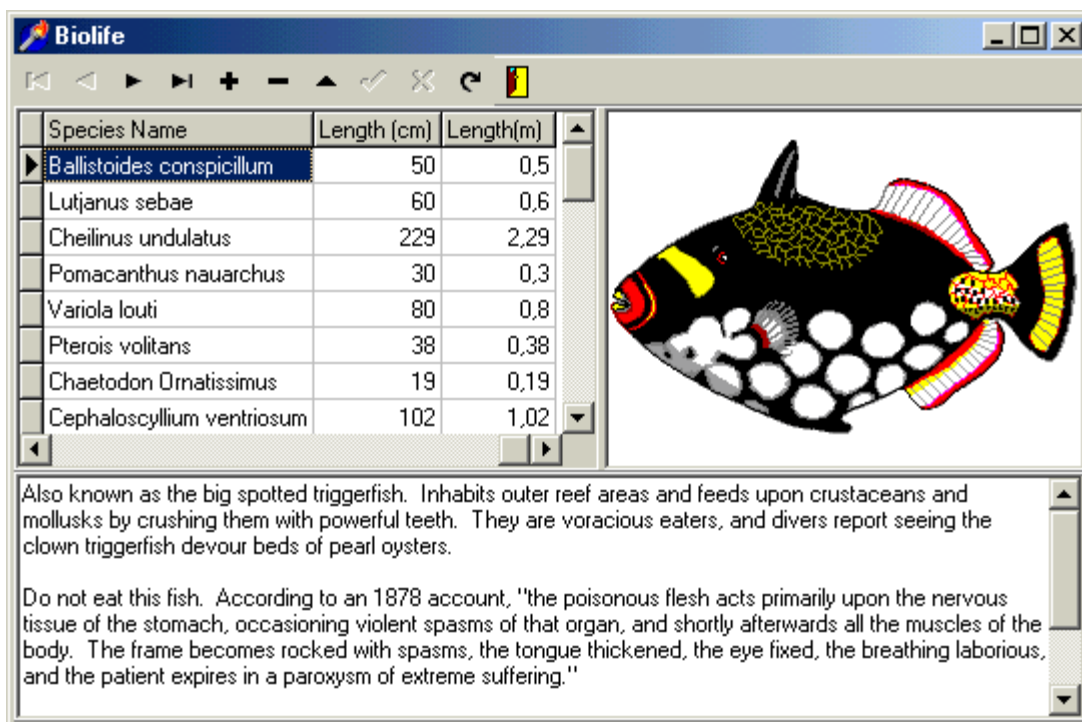 Biolife
Species Name Length (cm) Length(m)
Ballistoides conspicillum 50 0,5
Lutjanus sebae 60 0,6
Cheilinus undulatus 229 2,29
Pomacanthus nauarchus 30 0,3
Variola louti 80 0,8
Pterois volitans 38 0,38
Chaetodon Ornatissimus 19 0,19
Cephaloscyllium ventriosum 102 1,02
Also known as the big spotted triggerfish.  Inhabits outer reef areas and feeds upon crustaceans and
mollusks by crushing them with powerful teeth.  They are voracious eaters, and divers report seeing the
clown triggerfish devour beds of pearl oysters.
Do not eat this fish.  According to an 1878 account, "the poisonous flesh acts primarily upon the nervous
tissue of the stomach, occasioning violent spasms of that organ, and shortly afterwards all the muscles of the
body.  The frame becomes rocked with spasms, the tongue thickened, the eye fixed, the breathing laborious,
and the patient expires in a paroxysm of extreme suffering."